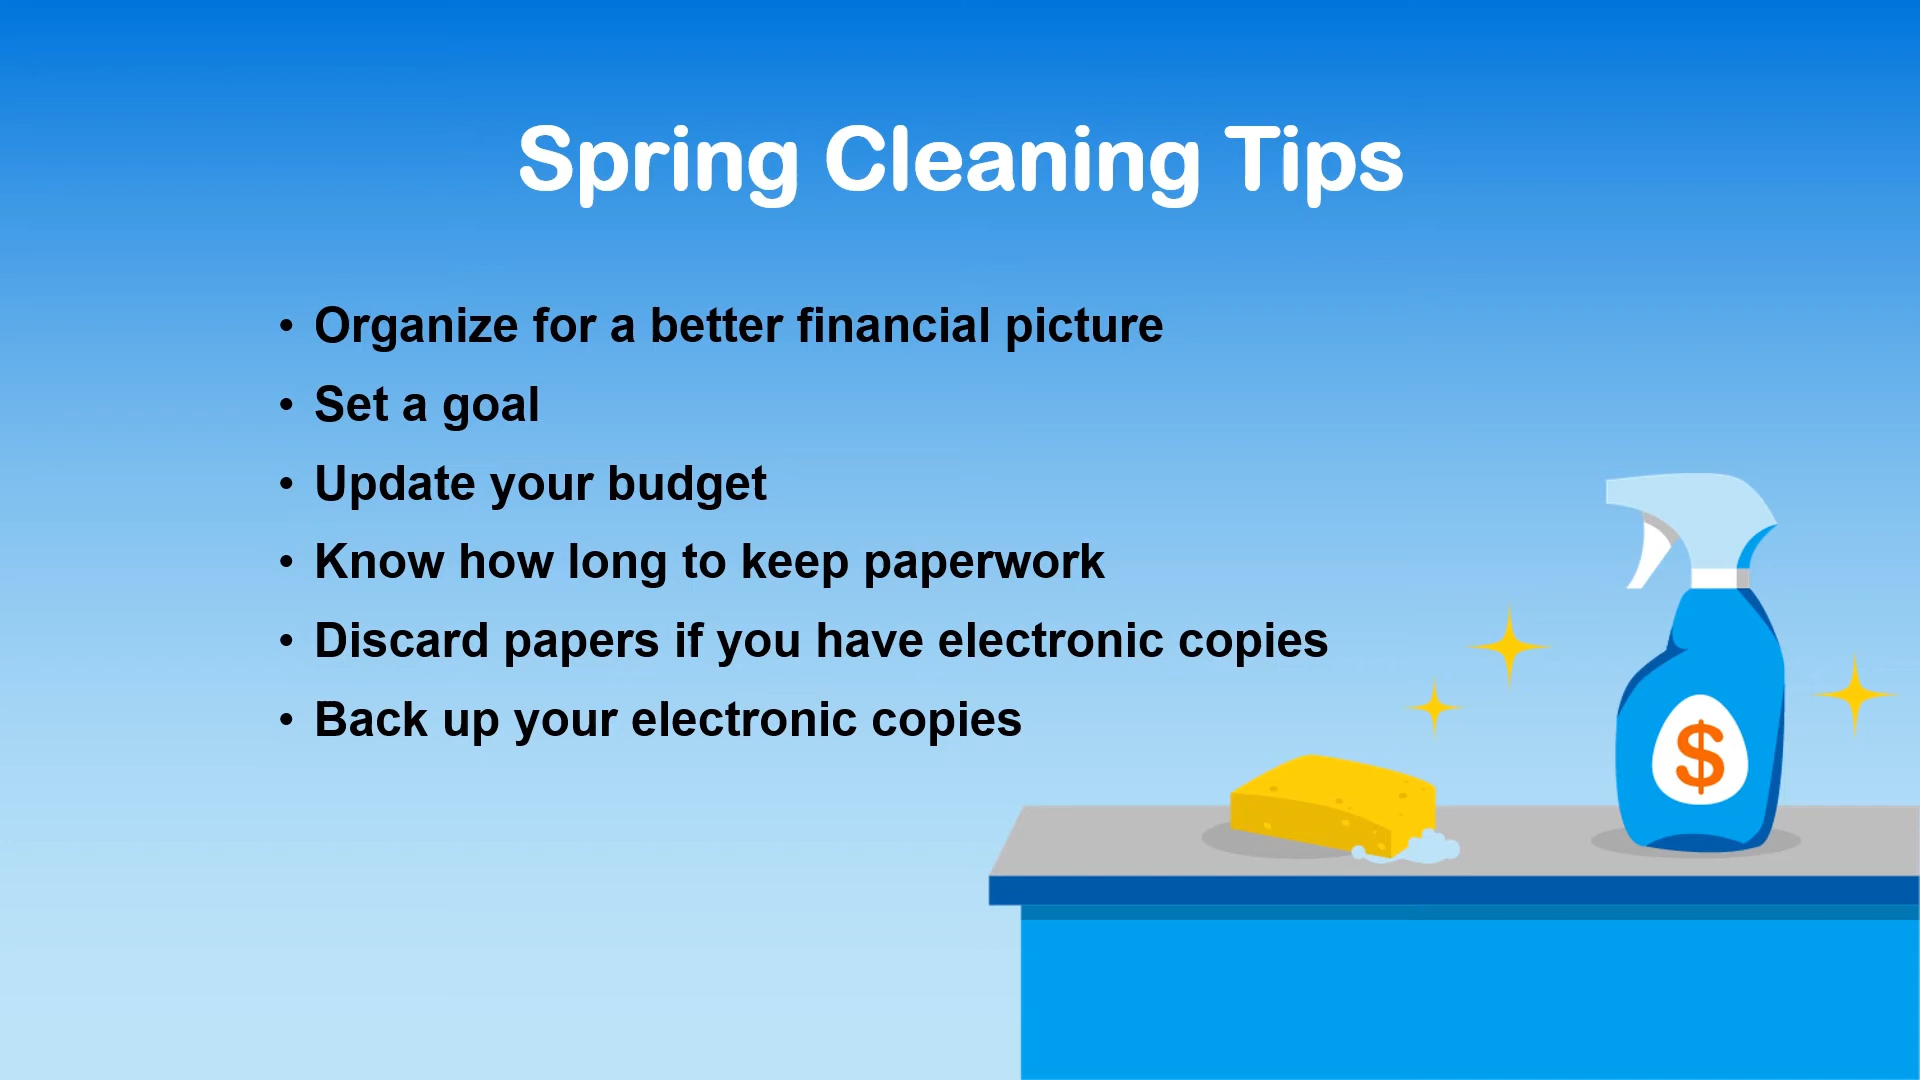 Spring Cleaning Tips
• Organize for a better financial picture
• Set a goal
• Update your budget
• Know how long to keep paperwork
• Discard papers if you have electronic copies
• Back up your electronic copies
$